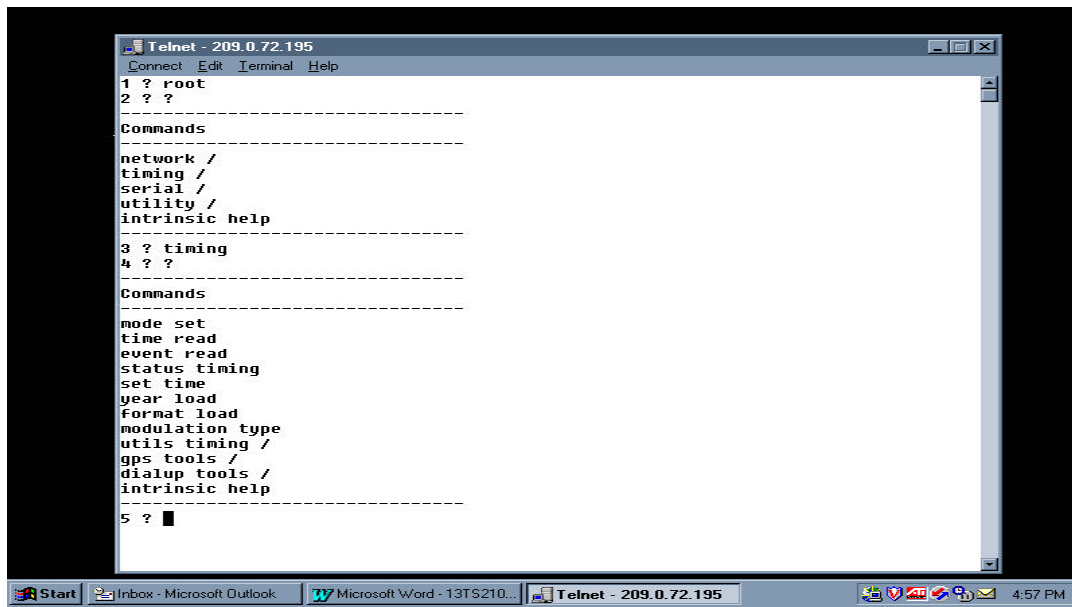 Telnet - 209.0.72.195
Connect Edit Terminal Help
1 ? root
2 ? ?
--------------------------------
Commands
--------------------------------
network /
timing /
serial /
utility /
intrinsic help
--------------------------------
3 ? timing
4 ? ?
--------------------------------
Commands
--------------------------------
mode set
time read
event read
status timing
set time
year load
format load
modulation type
utils timing /
gps tools /
dialup tools /
intrinsic help
--------------------------------
5 ?
Start Inbox - Microsoft Outlook Microsoft Word - 13TS210... Telnet - 209.0.72.195 4:57 PM